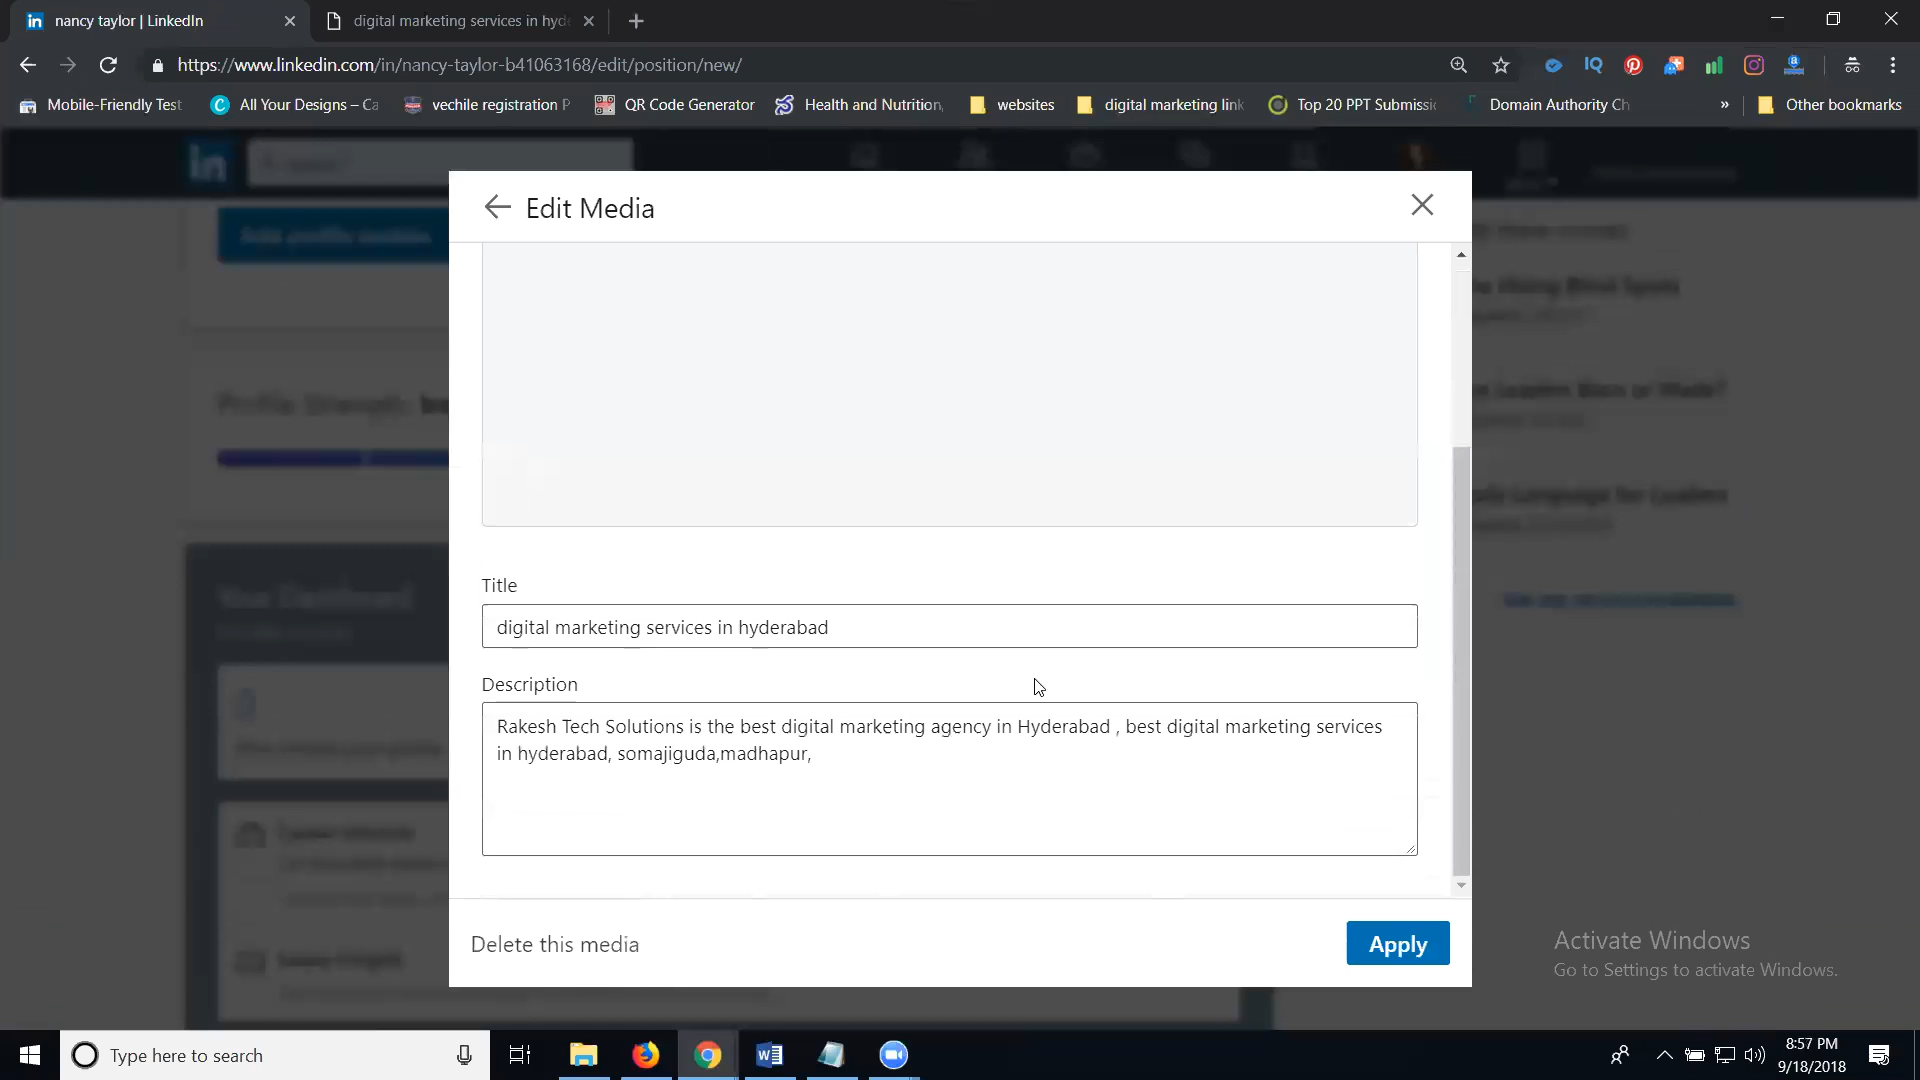 nancy taylor | LinkedIn
digital marketing services in hyde
https://www.linkedin.com/in/nancy-taylor-b41063168/edit/position/new/
Mobile-Friendly Test
All Your Designs – Ca
vechile registration P
QR Code Generator
Health and Nutrition,
websites
digital marketing link
Top 20 PPT Submissi
Domain Authority Ch
»
Other bookmarks
in
Edit Media
Profile Strength:
Your Dashboard
Title
digital marketing services in hyderabad
Description
Rakesh Tech Solutions is the best digital marketing agency in Hyderabad , best digital marketing services
in hyderabad, somajiguda,madhapur,
Delete this media
Apply
Activate Windows
Go to Settings to activate Windows.
Type here to search
8:57 PM
9/18/2018